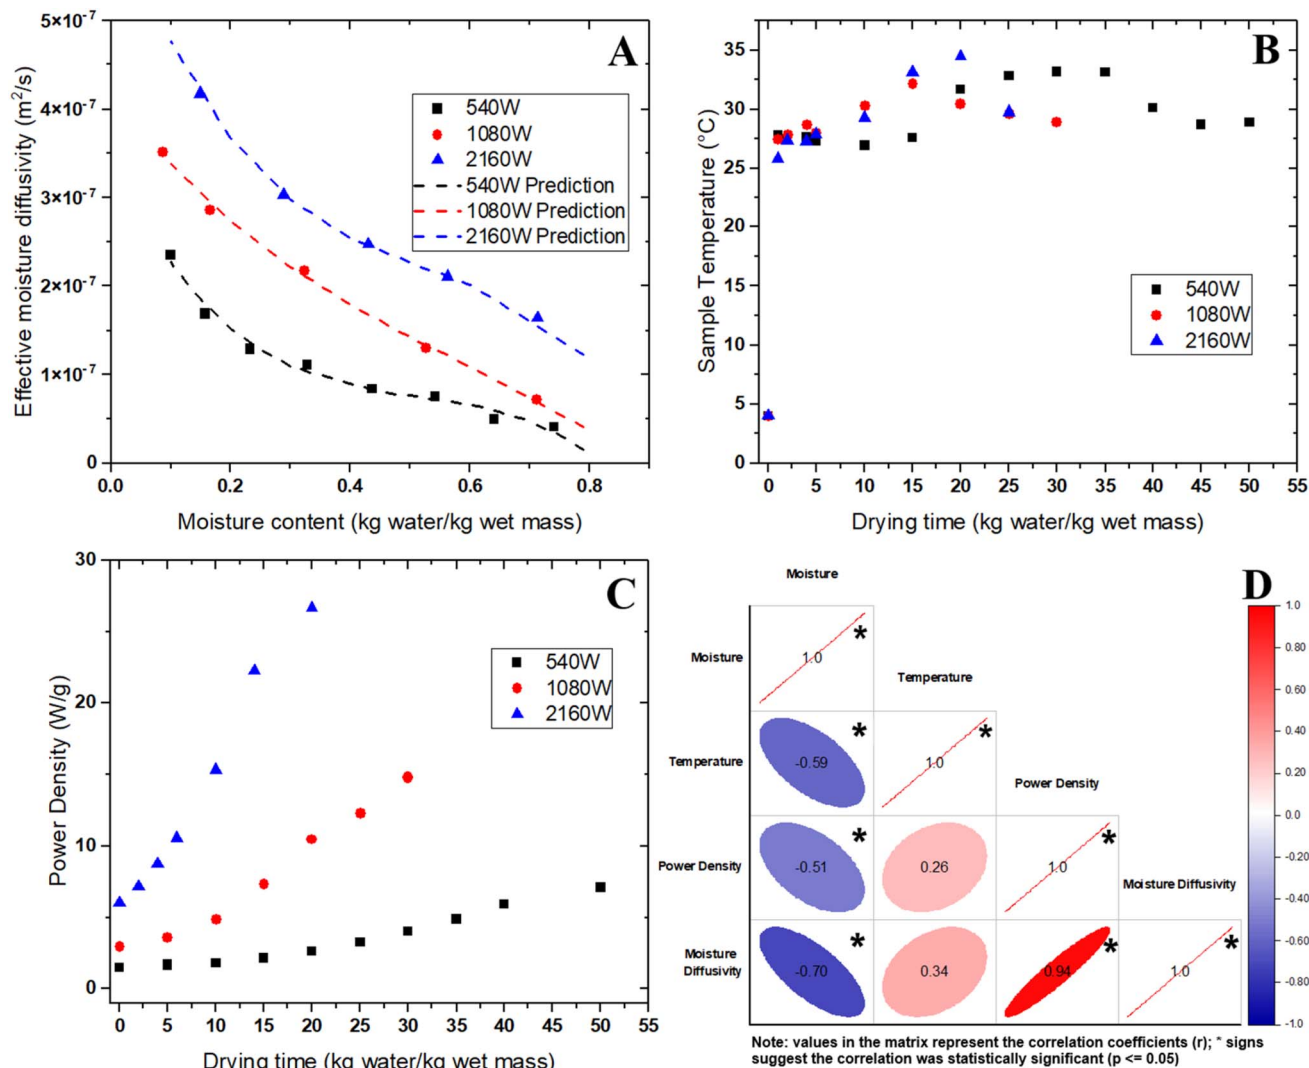 A
Effective moisture diffusivity (m²/s)
5×10⁻⁷
4×10⁻⁷
3×10⁻⁷
2×10⁻⁷
1×10⁻⁷
0
0.0 0.2 0.4 0.6 0.8
Moisture content (kg water/kg wet mass)
540W
1080W
2160W
540W Prediction
1080W Prediction
2160W Prediction
B
Sample Temperature (°C)
35
30
25
20
15
10
5
0
0 5 10 15 20 25 30 35 40 45 50 55
Drying time (kg water/kg wet mass)
540W
1080W
2160W
C
Power Density (W/g)
30
20
10
0
0 5 10 15 20 25 30 35 40 45 50 55
Drying time (kg water/kg wet mass)
540W
1080W
2160W
D
Moisture
Moisture 1.0 *
Temperature
Temperature -0.59 * 1.0 *
Power Density
Power Density -0.51 * 0.26 1.0 *
Moisture Diffusivity
Moisture
Diffusivity -0.70 * 0.34 0.94 * 1.0 *
1.0
0.80
0.60
0.40
0.20
0.0
-0.20
-0.40
-0.60
-0.80
-1.0
Note: values in the matrix represent the correlation coefficients (r); * signs
suggest the correlation was statistically significant (p <= 0.05)